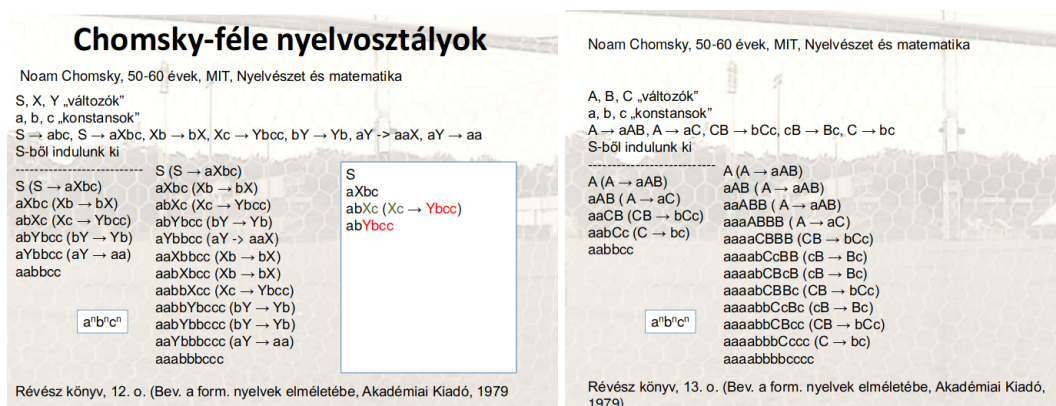 Chomsky-féle nyelvosztályok
Noam Chomsky, 50-60 évek, MIT, Nyelvészet és matematika
S, X, Y „változók”
a, b, c „konstansok”
S → abc, S → aXbc, Xb → bX, Xc → Ybcc, bY → Yb, aY -> aaX, aY → aa
S-ből indulunk ki
---------------------------
S (S → aXbc)
aXbc (Xb → bX)
abXc (Xc → Ybcc)
abYbcc (bY → Yb)
aYbbcc (aY → aa)
aabbcc
aⁿbⁿcⁿ
S (S → aXbc)
aXbc (Xb → bX)
abXc (Xc → Ybcc)
abYbcc (bY → Yb)
aYbbcc (aY -> aaX)
aaXbbcc (Xb → bX)
aabXbcc (Xb → bX)
aabbXcc (Xc → Ybcc)
aabbYbccc (bY → Yb)
aabYbbccc (bY → Yb)
aaYbbbccc (aY → aa)
aaabbbccc
S
aXbc
abXc (Xc → Ybcc)
abYbcc
Révész könyv, 12. o. (Bev. a form. nyelvek elméletébe, Akadémiai Kiadó, 1979
Noam Chomsky, 50-60 évek, MIT, Nyelvészet és matematika
A, B, C „változók”
a, b, c „konstansok”
A → aAB, A → aC, CB → bCc, cB → Bc, C → bc
S-ből indulunk ki
---------------------------
A (A → aAB)
aAB ( A → aC)
aaCB (CB → bCc)
aabCc (C → bc)
aabbcc
aⁿbⁿcⁿ
A (A → aAB)
aAB ( A → aAB)
aaABB ( A → aAB)
aaaABBB ( A → aC)
aaaaCBBB (CB → bCc)
aaaabCcBB (cB → Bc)
aaaabCBcB (cB → Bc)
aaaabCBBc (CB → bCc)
aaaabbCcBc (cB → Bc)
aaaabbCBcc (CB → bCc)
aaaabbbCccc (C → bc)
aaaabbbbcccc
Révész könyv, 13. o. (Bev. a form. nyelvek elméletébe, Akadémiai Kiadó,
1979)